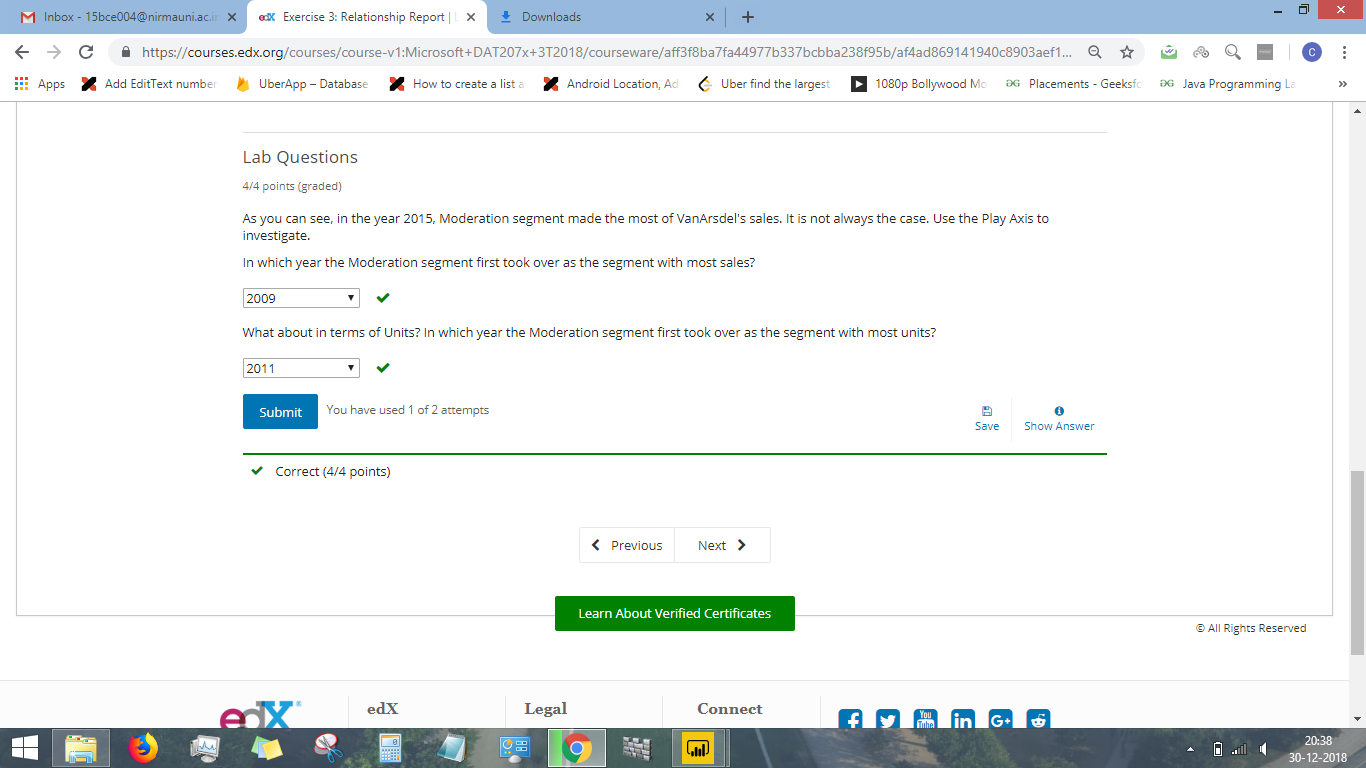 Inbox - 15bce004@nirmauni.ac.i
edX Exercise 3: Relationship Report |
Downloads
https://courses.edx.org/courses/course-v1:Microsoft+DAT207x+3T2018/courseware/aff3f8ba7fa44977b337bcbba238f95b/af4ad869141940c8903aef1...
C
Apps Add EditText number UberApp – Database How to create a list a Android Location, Ad Uber find the largest 1080p Bollywood Mo Placements - Geeksfo Java Programming La »
Lab Questions
4/4 points (graded)
As you can see, in the year 2015, Moderation segment made the most of VanArsdel's sales. It is not always the case. Use the Play Axis to
investigate.
In which year the Moderation segment first took over as the segment with most sales?
2009
What about in terms of Units? In which year the Moderation segment first took over as the segment with most units?
2011
Submit You have used 1 of 2 attempts
Save Show Answer
Correct (4/4 points)
Previous Next
Learn About Verified Certificates
© All Rights Reserved
edX edX Legal Connect
You Tube in G+
20:38
30-12-2018